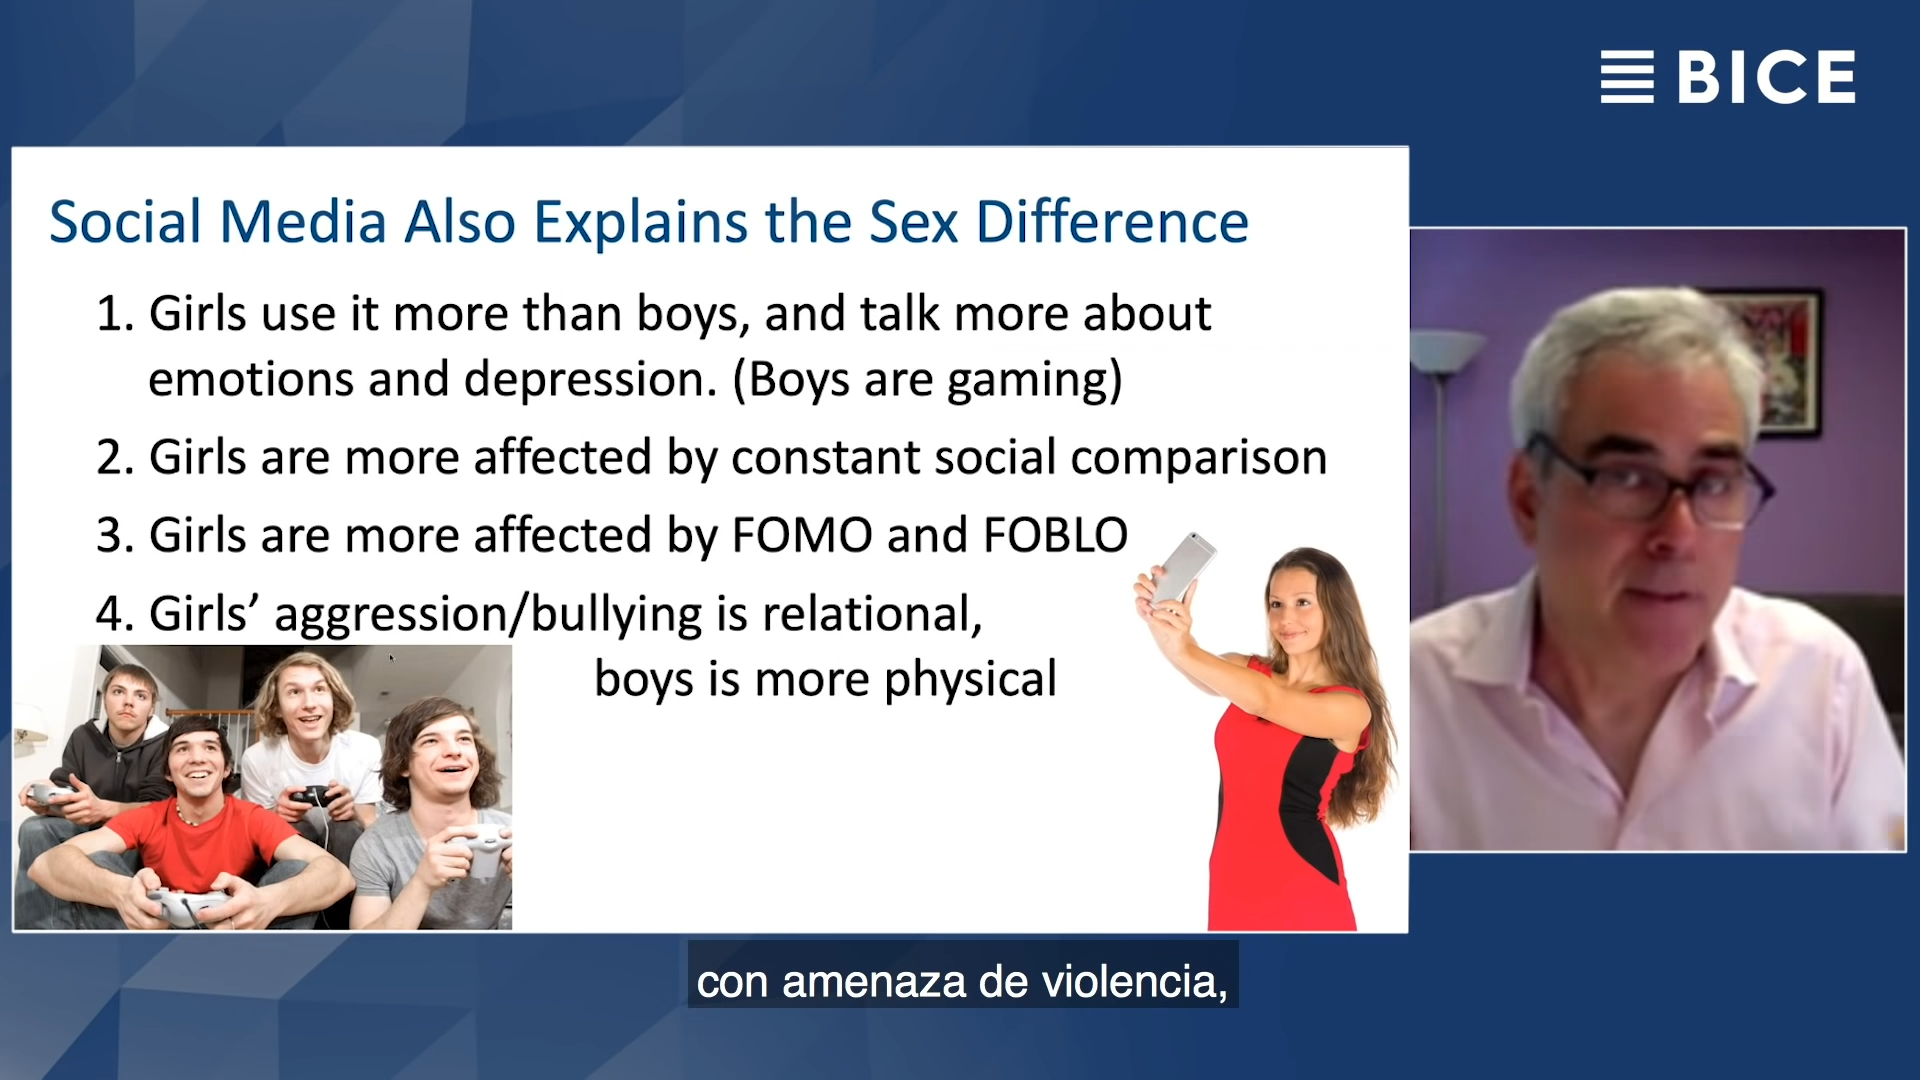 BICE
Social Media Also Explains the Sex Difference
1. Girls use it more than boys, and talk more about
emotions and depression. (Boys are gaming)
2. Girls are more affected by constant social comparison
3. Girls are more affected by FOMO and FOBLO
4. Girls’ aggression/bullying is relational,
boys is more physical
con amenaza de violencia,